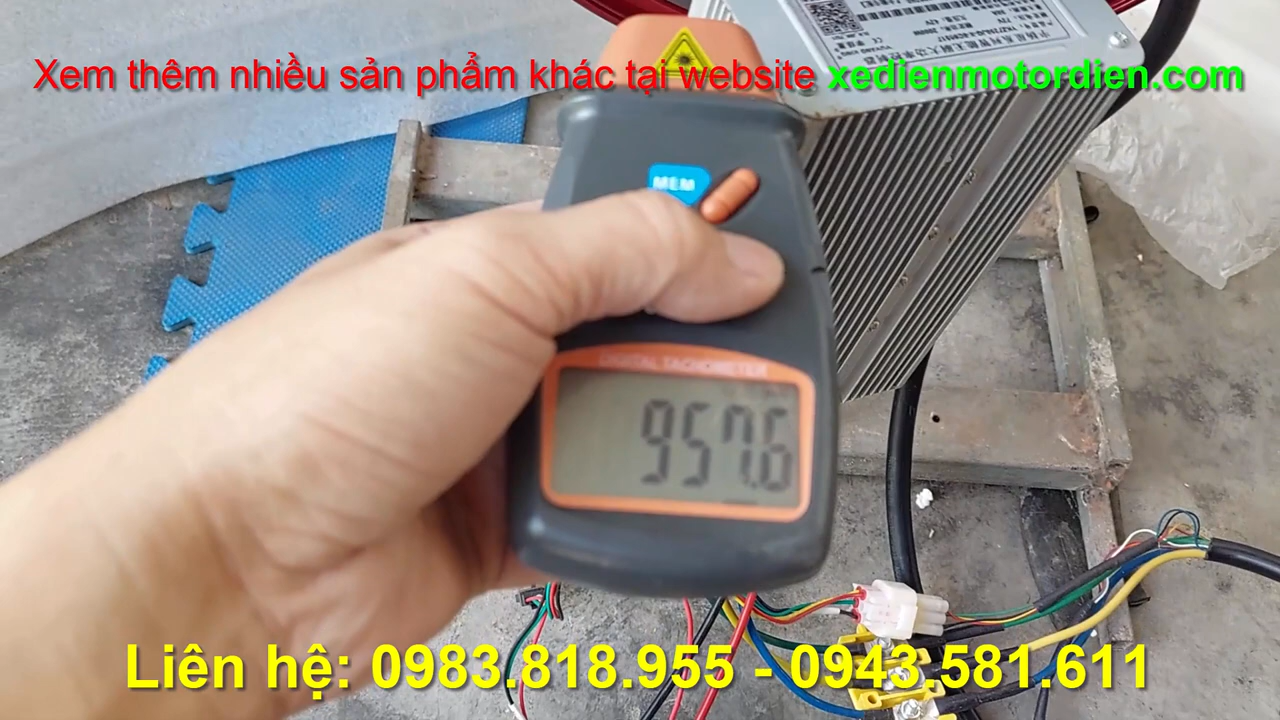 Xem thêm nhiều sản phẩm khác tại website xedienmotordien.com
MEM
DIGITAL TACHOMETER
957.6
Liên hệ: 0983.818.955 - 0943.581.611